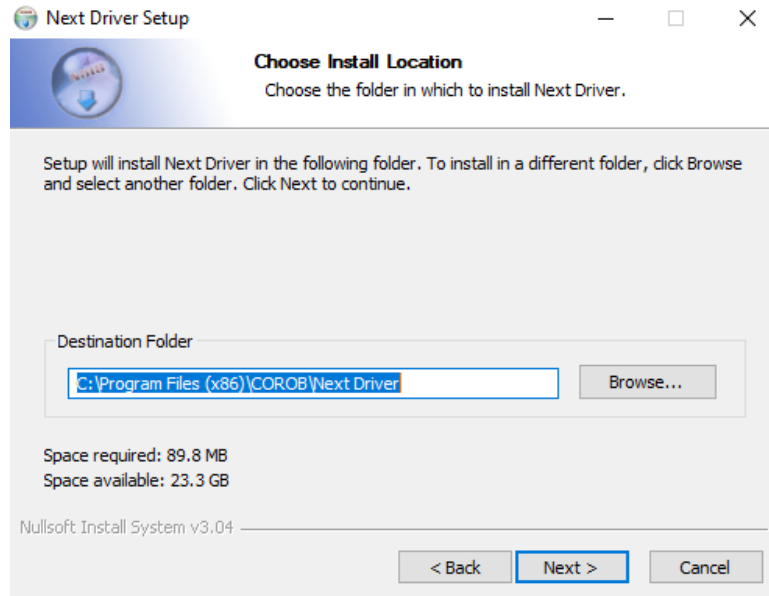 Next Driver Setup
Choose Install Location
Choose the folder in which to install Next Driver.
Setup will install Next Driver in the following folder. To install in a different folder, click Browse
and select another folder. Click Next to continue.
Destination Folder
C:\Program Files (x86)\COROB\Next Driver
Browse...
Space required: 89.8 MB
Space available: 23.3 GB
Nullsoft Install System v3.04
< Back
Next >
Cancel